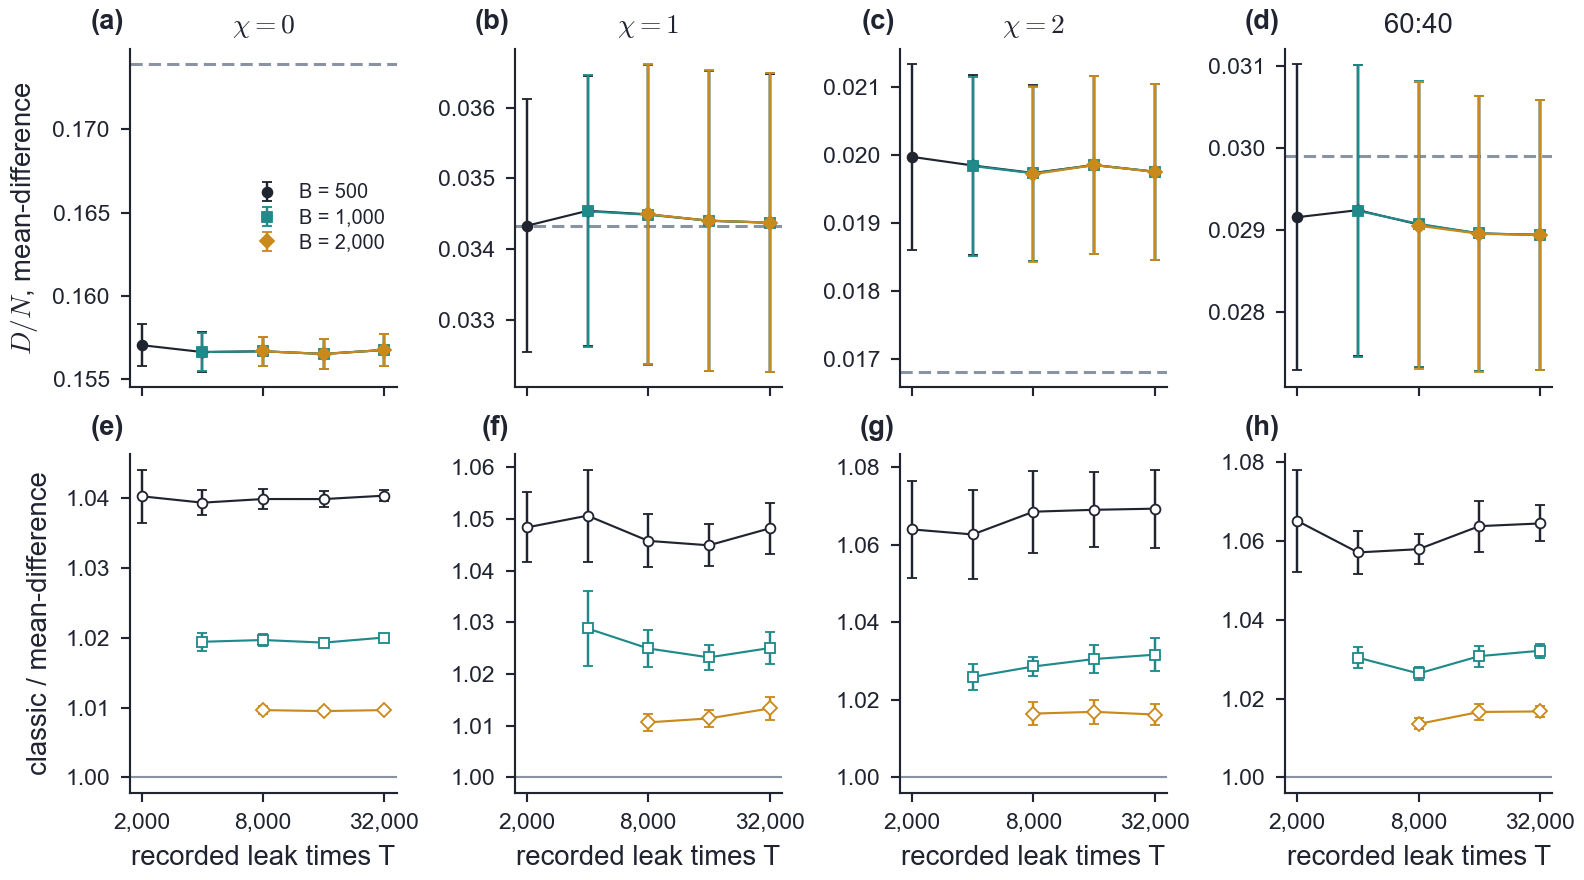 (a) χ = 0
(b) χ = 1
(c) χ = 2
(d) 60:40
D/N, mean-difference
0.170
0.165
0.160
0.155
B = 500
B = 1,000
B = 2,000
0.036
0.035
0.034
0.033
0.021
0.020
0.019
0.018
0.017
0.031
0.030
0.029
0.028
(e)
(f)
(g)
(h)
classic / mean-difference
1.04
1.03
1.02
1.01
1.00
2,000 8,000 32,000
recorded leak times T
1.06
1.05
1.04
1.03
1.02
1.01
1.00
2,000 8,000 32,000
recorded leak times T
1.08
1.06
1.04
1.02
1.00
2,000 8,000 32,000
recorded leak times T
1.08
1.06
1.04
1.02
1.00
2,000 8,000 32,000
recorded leak times T